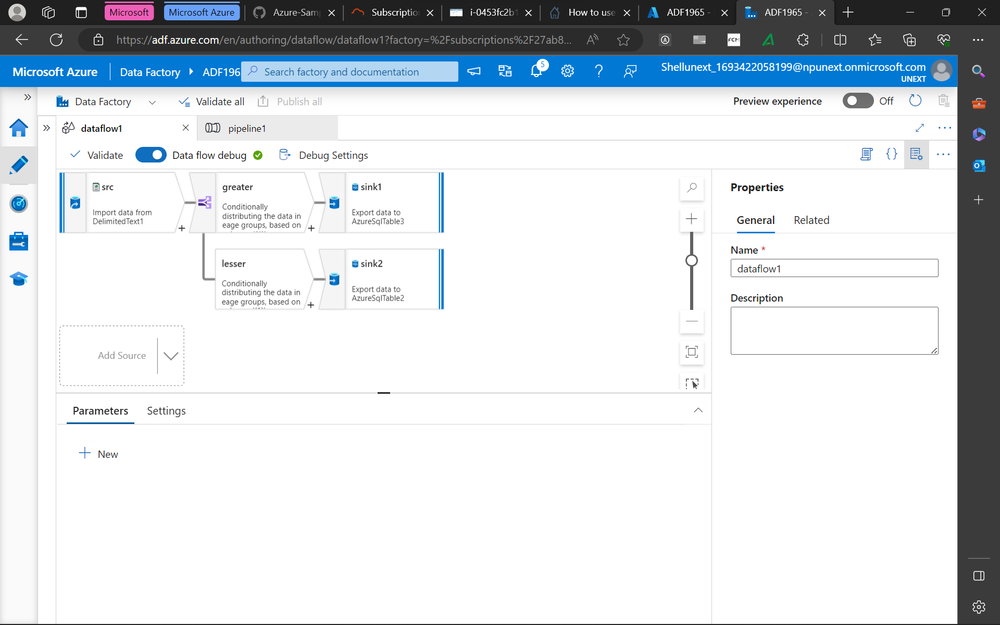 Microsoft
Microsoft Azure
Azure-Sam
Subscriptio
i-0453fc2b1
How to use
ADF1965 -
ADF1965 -
https://adf.azure.com/en/authoring/dataflow/dataflow1?factory=%2Fsubscriptions%2F27ab8...
Microsoft Azure
Data Factory
ADF196
Search factory and documentation
5
Shellunext_1693422058199@npunext.onmicrosoft.com
UNEXT
Data Factory
Validate all
Publish all
Preview experience
Off
dataflow1
pipeline1
Validate
Data flow debug
Debug Settings
src
Import data from
DelimitedText1
greater
Conditionally
distributing the data in
eage groups, based on
sink1
Export data to
AzureSqlTable3
lesser
Conditionally
distributing the data in
eage groups, based on
sink2
Export data to
AzureSqlTable2
Add Source
Parameters
Settings
New
Properties
General
Related
Name *
dataflow1
Description